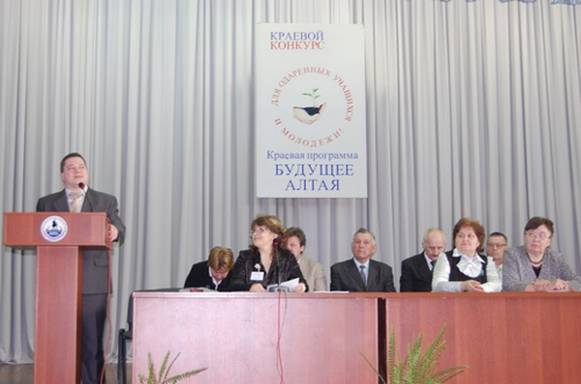 КРАЕВОЙ
КОНКУРС
ДЛЯ ОДАРЕННЫХ УЧАЩИХСЯ
И МОЛОДЕЖИ!
Краевая программа
БУДУЩЕЕ
АЛТАЯ